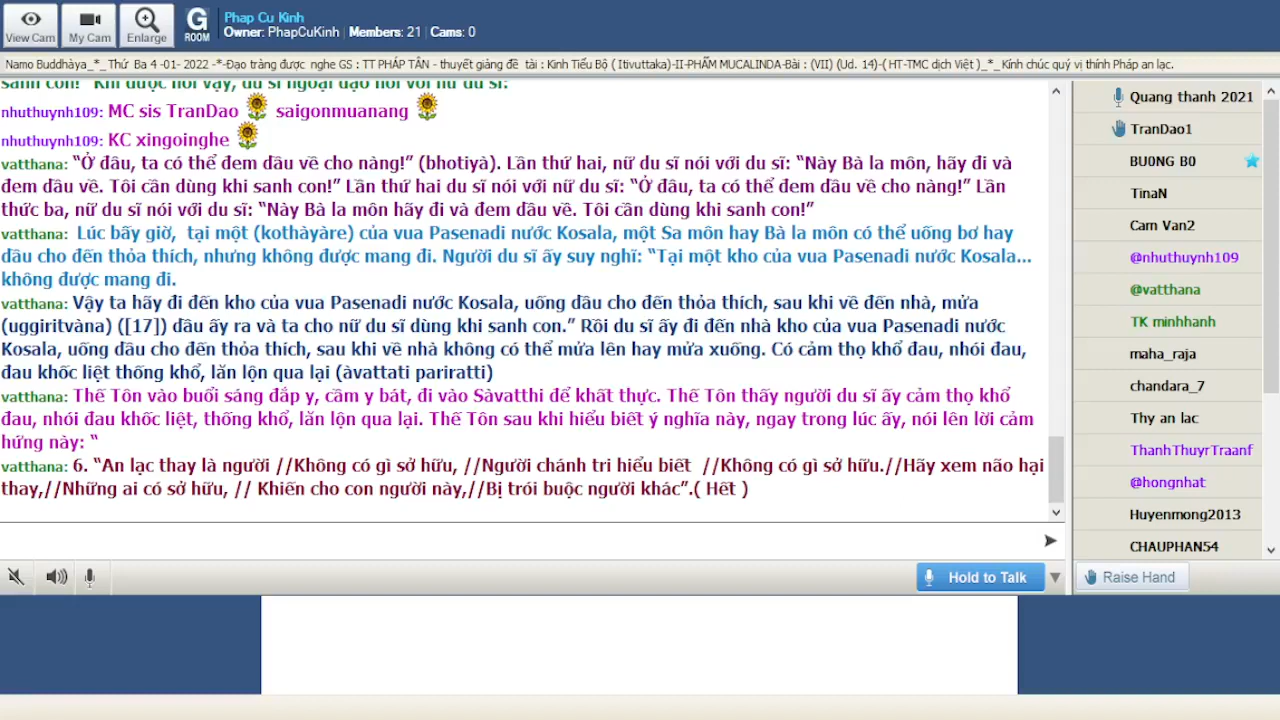 View Cam
My Cam
Enlarge
G
ROOM
Phap Cu Kinh
Owner: PhapCuKinh | Members: 21 | Cams: 0
Namo Buddhàya_*_Thứ Ba 4 -01- 2022 -*-Đạo tràng được nghe GS : TT PHÁP TÂN - thuyết giảng đề tài : Kinh Tiểu Bộ ( Itivuttaka)-II-PHẨM MUCALINDA-Bài : (VII) (Ud. 14)-( HT-TMC dịch Việt )_*_Kính chúc quý vị thính Pháp an lạc.
sanh con!" Khi được nói vậy, du sĩ ngoại đạo nói với nữ du sĩ:
nhuthuynh109: MC sis TranDao saigonmuanang
nhuthuynh109: KC xingoinghe
vatthana: “Ở đâu, ta có thể đem dầu về cho nàng!” (bhotiyà). Lần thứ hai, nữ du sĩ nói với du sĩ: “Này Bà la môn, hãy đi và
đem dầu về. Tôi cần dùng khi sanh con!” Lần thứ hai du sĩ nói với nữ du sĩ: “Ở đâu, ta có thể đem dầu về cho nàng!” Lần
thức ba, nữ du sĩ nói với du sĩ: “Này Bà la môn hãy đi và đem dầu về. Tôi cần dùng khi sanh con!”
vatthana: Lúc bấy giờ, tại một (kothàyàre) của vua Pasenadi nước Kosala, một Sa môn hay Bà la môn có thể uống bơ hay
dầu cho đến thỏa thích, nhưng không được mang đi. Người du sĩ ấy suy nghĩ: “Tại một kho của vua Pasenadi nước Kosala...
không được mang đi.
vatthana: Vậy ta hãy đi đến kho của vua Pasenadi nước Kosala, uống dầu cho đến thỏa thích, sau khi về đến nhà, mửa
(uggiritvàna) ([17]) dầu ấy ra và ta cho nữ du sĩ dùng khi sanh con.” Rồi du sĩ ấy đi đến nhà kho của vua Pasenadi nước
Kosala, uống dầu cho đến thỏa thích, sau khi về nhà không có thể mửa lên hay mửa xuống. Có cảm thọ khổ đau, nhói đau,
đau khốc liệt thống khổ, lăn lộn qua lại (àvattati pariratti)
vatthana: Thế Tôn vào buổi sáng đắp y, cầm y bát, đi vào Sàvatthi để khất thực. Thế Tôn thấy người du sĩ ấy cảm thọ khổ
đau, nhói đau khốc liệt, thống khổ, lăn lộn qua lại. Thế Tôn sau khi hiểu biết ý nghĩa này, ngay trong lúc ấy, nói lên lời cảm
hứng này: “
vatthana: 6. “An lạc thay là người //Không có gì sở hữu, //Người chánh tri hiểu biết //Không có gì sở hữu.//Hãy xem não hại
thay,//Những ai có sở hữu, // Khiến cho con người này,//Bị trói buộc người khác”.( Hết )
Hold to Talk
Quang thanh 2021
TranDao1
BU0NG B0
TinaN
Cam Van2
@nhuthuynh109
@vatthana
TK minhhanh
maha_raja
chandara_7
Thy an lac
ThanhThuyrTraanf
@hongnhat
Huyenmong2013
CHAUPHAN54
Raise Hand